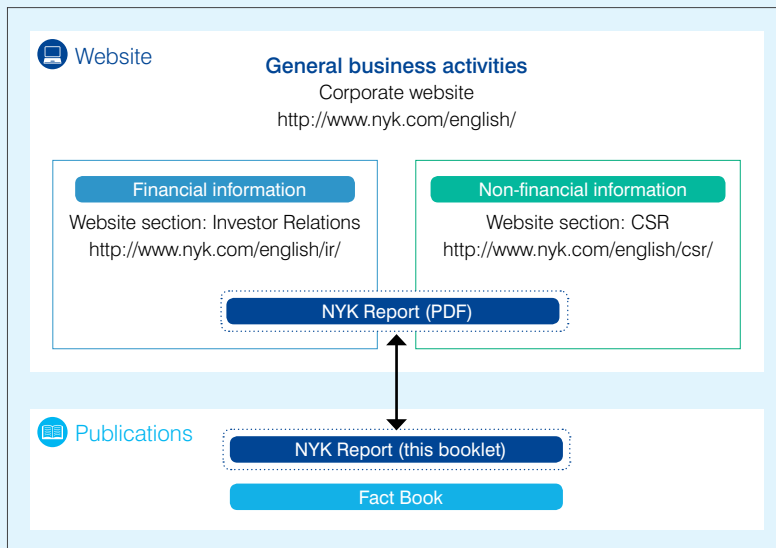 Website
General business activities
Corporate website
http://www.nyk.com/english/
Financial information
Website section: Investor Relations
http://www.nyk.com/english/ir/
Non-financial information
Website section: CSR
http://www.nyk.com/english/csr/
NYK Report (PDF)
Publications
NYK Report (this booklet)
Fact Book